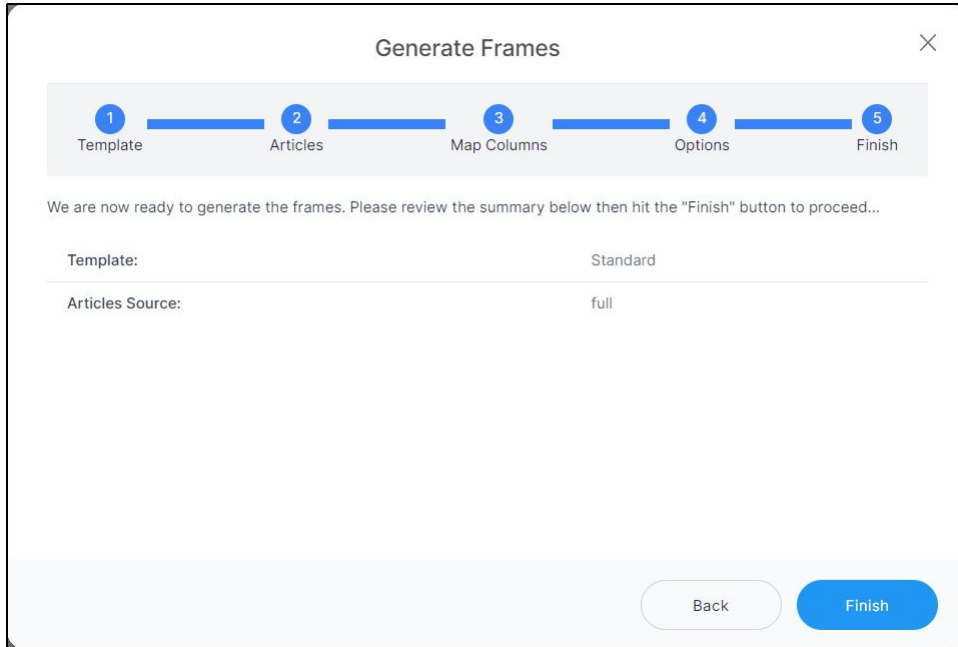 Generate Frames
1 2 3 4 5
Template Articles Map Columns Options Finish
We are now ready to generate the frames. Please review the summary below then hit the "Finish" button to proceed...
Template: Standard
Articles Source: full
Back Finish